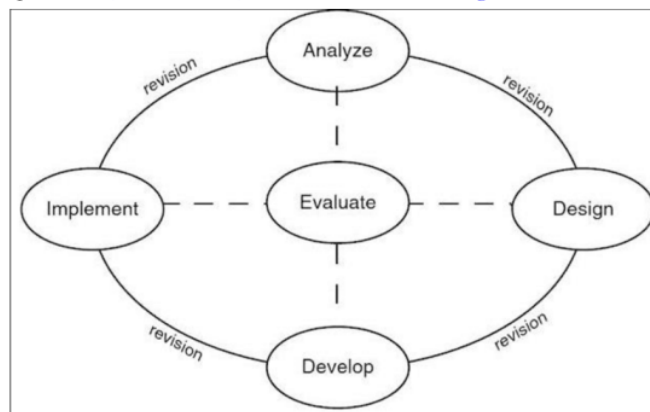 Analyze
revision
revision
Implement
Evaluate
Design
revision
revision
Develop